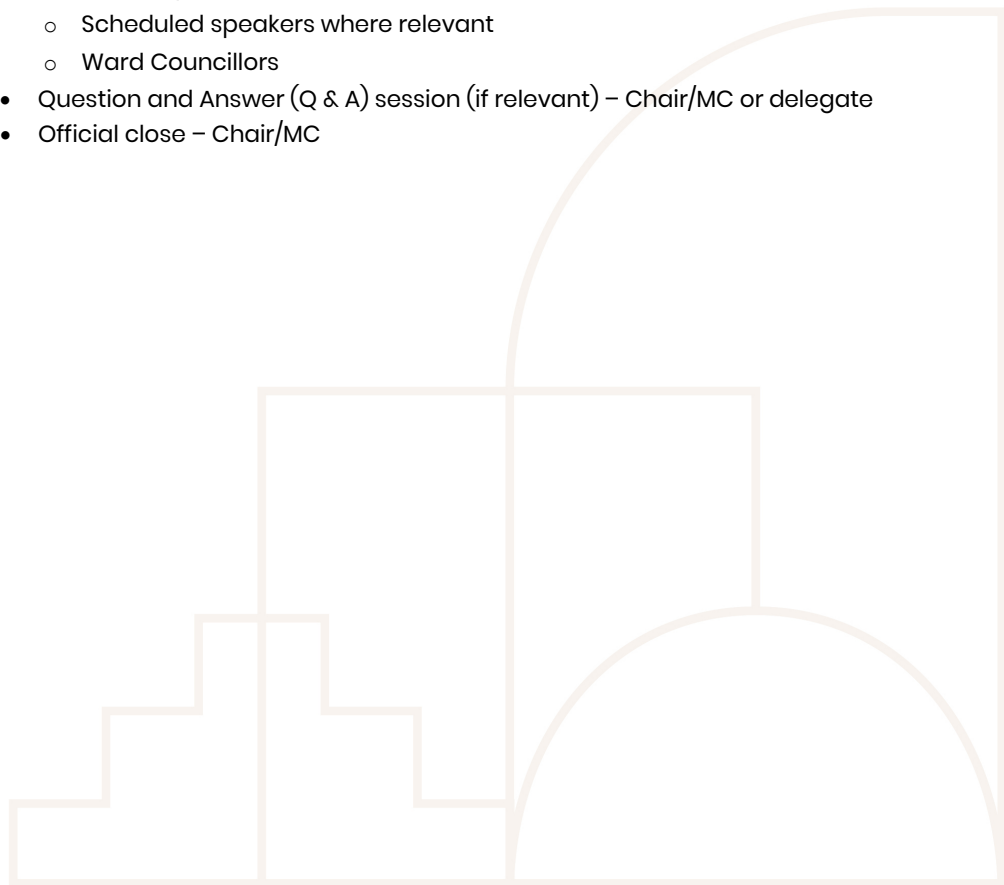 o Scheduled speakers where relevant
o Ward Councillors
• Question and Answer (Q & A) session (if relevant) – Chair/MC or delegate
• Official close – Chair/MC